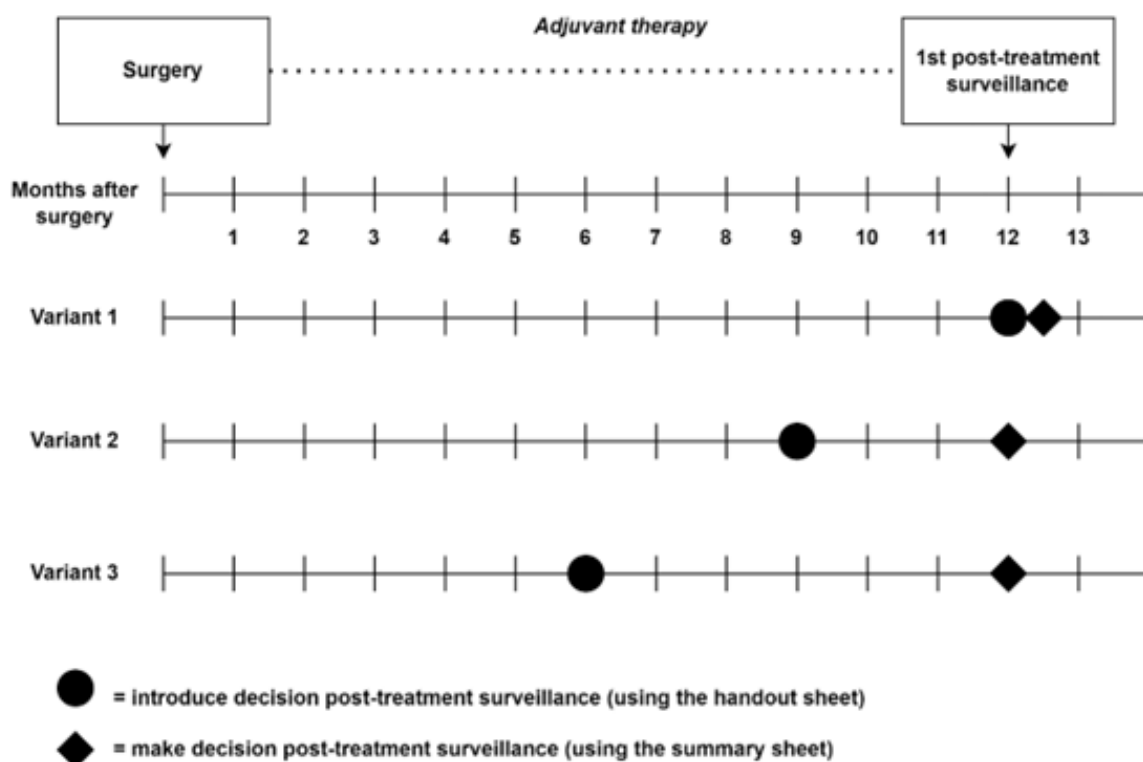 Adjuvant therapy
Surgery
1st post-treatment
surveillance
Months after
surgery
1 2 3 4 5 6 7 8 9 10 11 12 13
Variant 1
Variant 2
Variant 3
= introduce decision post-treatment surveillance (using the handout sheet)
= make decision post-treatment surveillance (using the summary sheet)